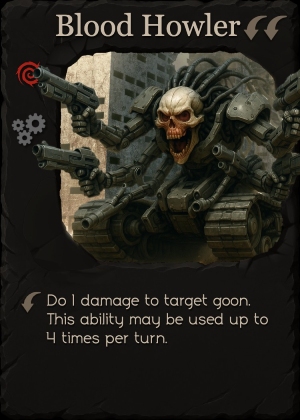 Blood Howler
Do 1 damage to target goon.
This ability may be used up to
4 times per turn.